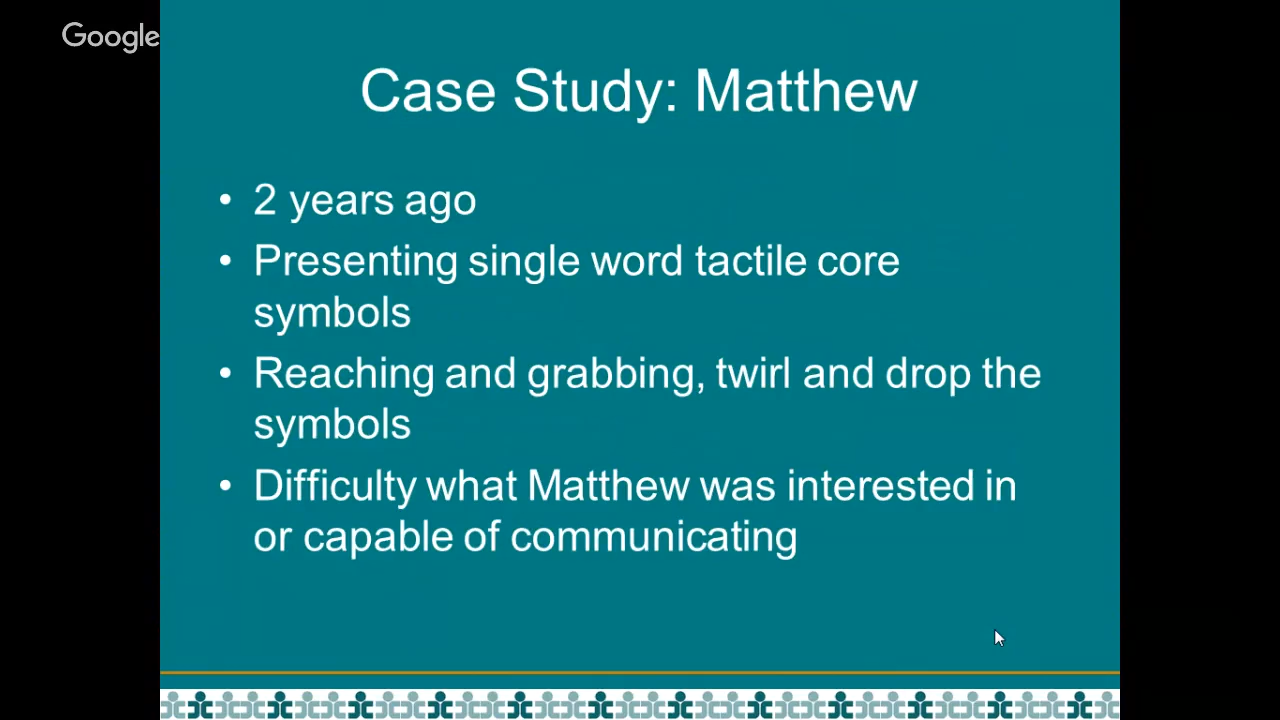 Google
Case Study: Matthew
• 2 years ago
• Presenting single word tactile core
symbols
• Reaching and grabbing, twirl and drop the
symbols
• Difficulty what Matthew was interested in
or capable of communicating